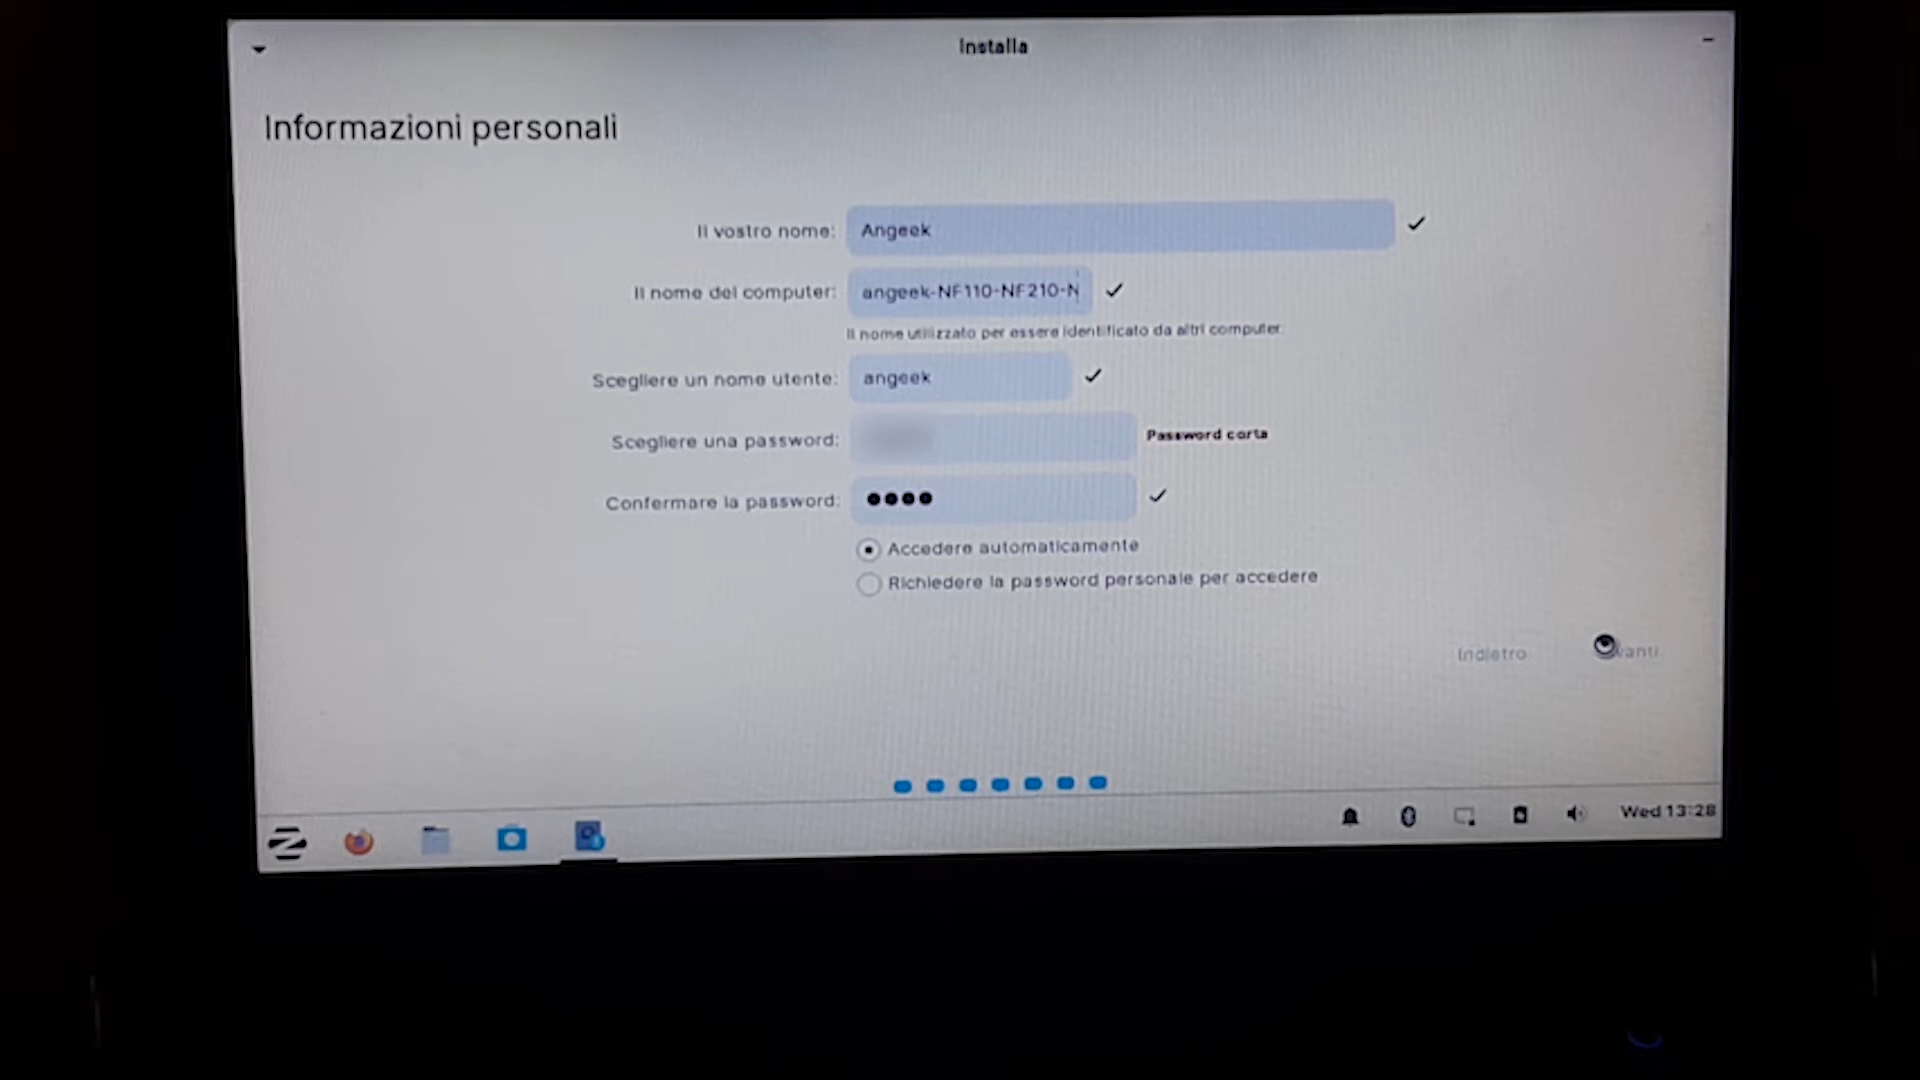 Installa
Informazioni personali
Il vostro nome: Angeek
Il nome del computer: angeek-NF110-NF210-N
Il nome utilizzato per essere identificato da altri computer.
Scegliere un nome utente: angeek
Scegliere una password: Password corta
Confermare la password:
Accedere automaticamente
Richiedere la password personale per accedere
Indietro vanti
Wed 13:28